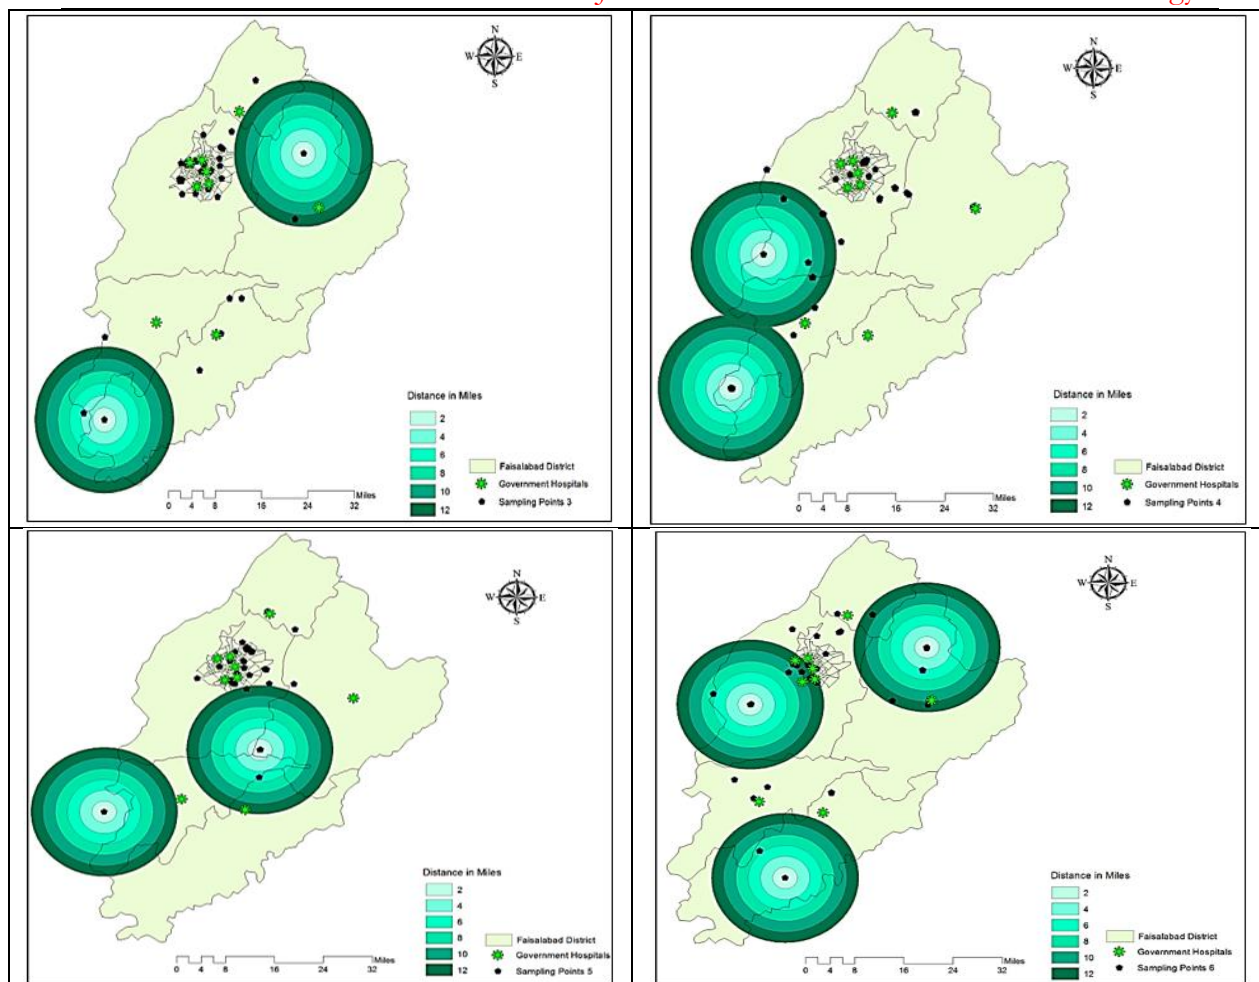 N
W E
S
Distance in Miles
2
4
6
8
10
12
Faisalabad District
Government Hospitals
Sampling Points 3
Miles
0 4 8 16 24 32
N
W E
S
Distance in Miles
2
4
6
8
10
12
Faisalabad District
Government Hospitals
Sampling Points 4
Miles
0 4 8 16 24 32
N
W E
S
Distance in Miles
2
4
6
8
10
12
Faisalabad District
Government Hospitals
Sampling Points 5
Miles
0 4 8 16 24 32
N
W E
S
Distance in Miles
2
4
6
8
10
12
Faisalabad District
Government Hospitals
Sampling Points 6
Miles
0 4 8 16 24 32